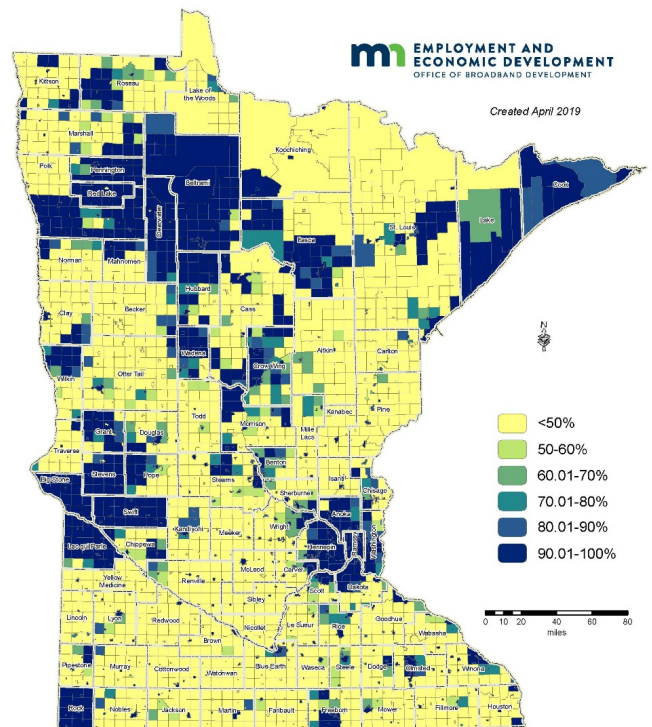 EMPLOYMENT AND
ECONOMIC DEVELOPMENT
OFFICE OF BROADBAND DEVELOPMENT
Created April 2019
Kittson
Roseau
Lake of
the Woods
Marshall
Koochiching
Polk
Pennington
Red Lake
Beltrami
Clearwater
Cook
Lake
St. Louis
Itasca
Norman
Mahnomen
Hubbard
Cass
Clay
Becker
Wadena
Crow Wing
Aitkin
Carlton
Wilkin
Otter Tail
Todd
Morrison
Mille
Lacs
Kanabec
Pine
Grant
Douglas
Traverse
Big Stone
Stevens
Pope
Stearns
Benton
Isanti
Chisago
Sherburne
Swift
Kandiyohi
Meeker
Wright
Anoka
Hennepin
Ramsey
Washington
Lac qui Parle
Chippewa
Renville
McLeod
Carver
Scott
Dakota
Yellow
Medicine
Sibley
Lincoln
Lyon
Redwood
Nicollet
Le Sueur
Rice
Goodhue
Wabasha
Brown
Pipestone
Murray
Cottonwood
Watonwan
Blue Earth
Waseca
Steele
Dodge
Olmsted
Winona
Rock
Nobles
Jackson
Martin
Faribault
Freeborn
Mower
Fillmore
Houston
N
<50%
50-60%
60.01-70%
70.01-80%
80.01-90%
90.01-100%
0 10 20 40 60 80
miles